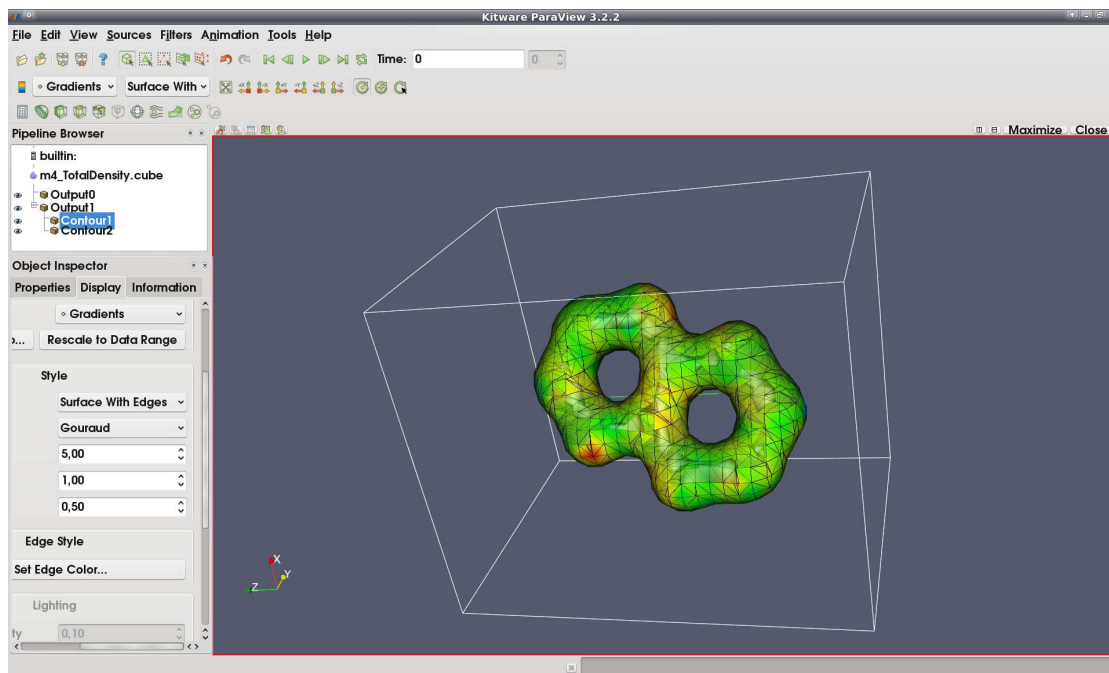 Kitware ParaView 3.2.2
File Edit View Sources Filters Animation Tools Help
Time: 0 0
Gradients Surface With
Pipeline Browser
Maximize Close
builtin:
m4_TotalDensity.cube
Output0
Output1
Contour1
Contour2
Object Inspector
Properties Display Information
Gradients
... Rescale to Data Range
Style
Surface With Edges
Gouraud
5,00
1,00
0,50
Edge Style
Set Edge Color...
Lighting
ty 0,10
X
Y
Z